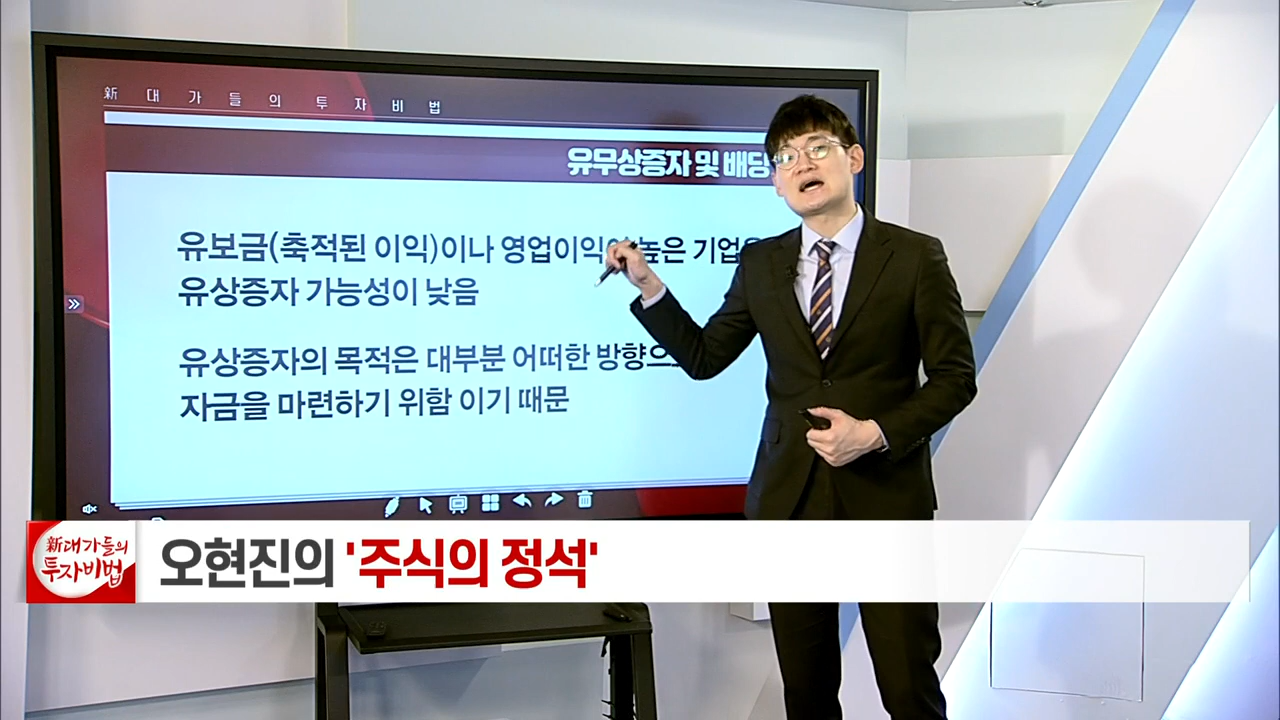 新 대 가 들 의 투 자 비 법
유무상증자 및 배당
유보금(축적된 이익)이나 영업이익이 높은 기업은
유상증자 가능성이 낮음
유상증자의 목적은 대부분 어떠한 방향으로
자금을 마련하기 위함 이기 때문
新대가들의
투자비법
오현진의 '주식의 정석'